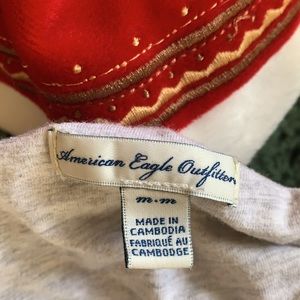 American Eagle Outfitters
m•m
MADE IN
CAMBODIA
FABRIQUÉ AU
CAMBODGE